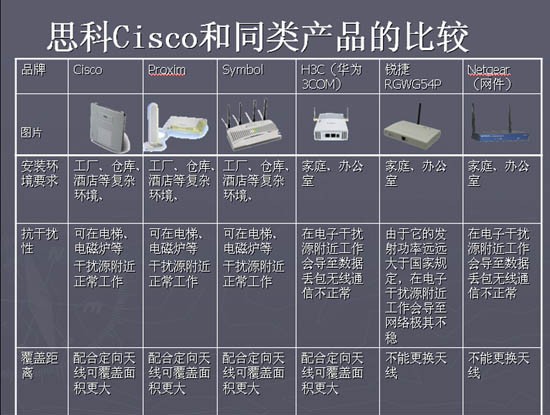 思科Cisco和同类产品的比较
品牌 Cisco Proxim Symbol H3C（华为 锐捷 Netgear
3COM） RGWG54P （网件）
图片
安装环 工厂、仓库、 工厂、仓库、 工厂、仓库、 家庭、办公 家庭、办公 家庭、办公
境要求 酒店等复杂 酒店等复杂 酒店等复杂 室 室 室
环境、 环境、 环境、
抗干扰 可在电梯、 可在电梯、 可在电梯、 在电子干扰 由于它的发 在电子干扰
性 电磁炉等 电磁炉等 电磁炉等 源附近工作 射功率远远 源附近工作
干扰源附近 干扰源附近 干扰源附近 会导至数据 大于国家规 会导至数据
正常工作 正常工作 正常工作 丢包无线通 定，在电子 丢包无线通
信不正常 干扰源附近 信不正常
工作会导至
网络极其不
稳
覆盖距 配合定向天 配合定向天 配合定向天 配合定向天 不能更换天 不能更换天
离 线可覆盖面 线可覆盖面 线可覆盖面 线可覆盖面 线 线
积更大 积更大 积更大 积更大